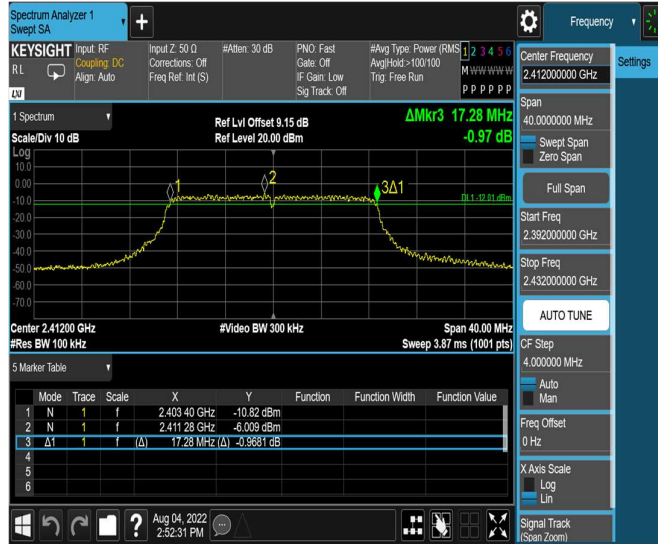 Spectrum Analyzer 1
Swept SA
+
Frequency
KEYSIGHT
RL
LXI
Input: RF
Coupling: DC
Align: Auto
Input Z: 50 Ω
Corrections: Off
Freq Ref: Int (S)
#Atten: 30 dB
PNO: Fast
Gate: Off
IF Gain: Low
Sig Track: Off
#Avg Type: Power (RMS
Avg|Hold:>100/100
Trig: Free Run
1 2 3 4 5 6
M W W W W W
P P P P P P
1 Spectrum
Scale/Div 10 dB
Ref Lvl Offset 9.15 dB
Ref Level 20.00 dBm
ΔMkr3 17.28 MHz
-0.97 dB
Log
10.0
0.00
-10.0
-20.0
-30.0
-40.0
-50.0
-60.0
-70.0
1
2
3Δ1
DL1 -12.01 dBm
Center 2.41200 GHz
#Res BW 100 kHz
#Video BW 300 kHz
Span 40.00 MHz
Sweep 3.87 ms (1001 pts)
5 Marker Table
Mode Trace Scale X Y Function Function Width Function Value
1 N 1 f 2.403 40 GHz -10.82 dBm
2 N 1 f 2.411 28 GHz -6.009 dBm
3 Δ1 1 f (Δ) 17.28 MHz (Δ) -0.9681 dB
4
5
6
?
Aug 04, 2022
2:52:31 PM
Center Frequency
2.412000000 GHz
Settings
Span
40.0000000 MHz
Swept Span
Zero Span
Full Span
Start Freq
2.392000000 GHz
Stop Freq
2.432000000 GHz
AUTO TUNE
CF Step
4.000000 MHz
Auto
Man
Freq Offset
0 Hz
X Axis Scale
Log
Lin
Signal Track
(Span Zoom)